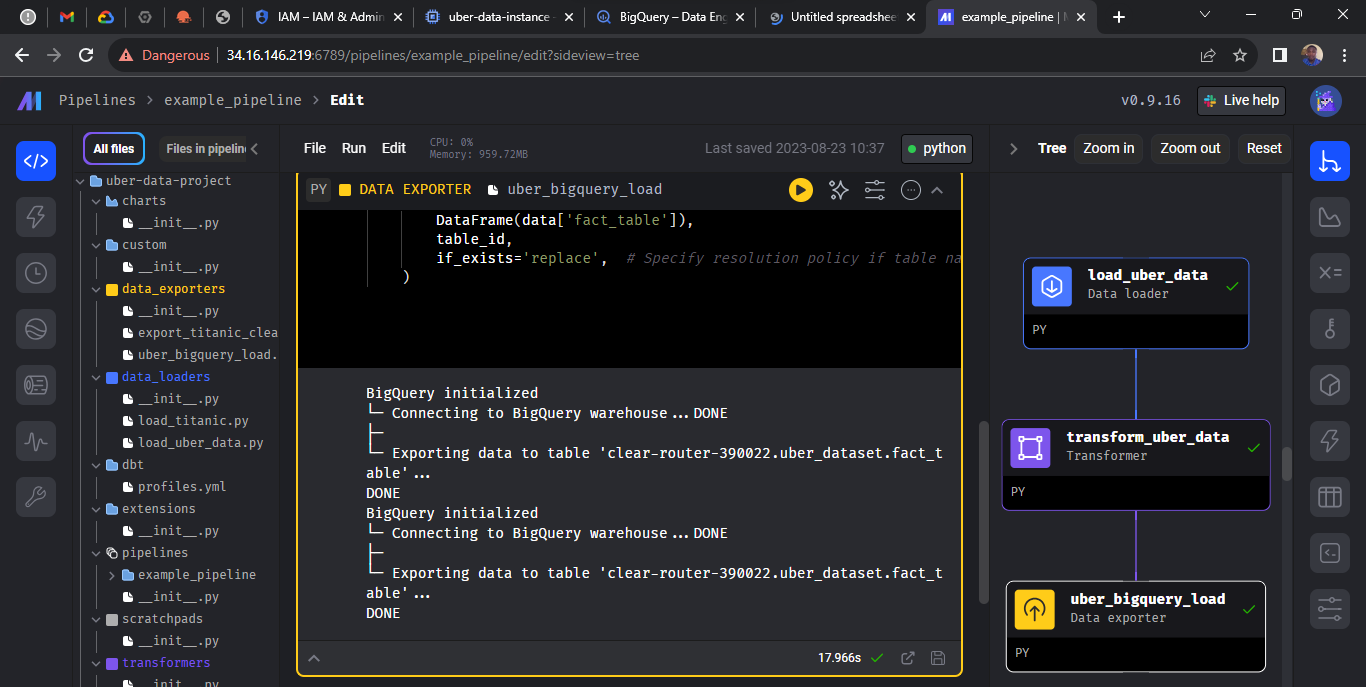 IAM – IAM & Admin
uber-data-instance
BigQuery – Data Eng
Untitled spreadshee
example_pipeline | M
Dangerous
34.16.146.219:6789/pipelines/example_pipeline/edit?sideview=tree
Pipelines > example_pipeline > Edit
v0.9.16
Live help
All files
Files in pipelin
File Run Edit
CPU: 0%
Memory: 959.72MB
Last saved 2023-08-23 10:37
python
Tree
Zoom in
Zoom out
Reset
uber-data-project
charts
__init__.py
custom
__init__.py
data_exporters
__init__.py
export_titanic_clea
uber_bigquery_load.
data_loaders
__init__.py
load_titanic.py
load_uber_data.py
dbt
profiles.yml
extensions
__init__.py
pipelines
example_pipeline
__init__.py
scratchpads
__init__.py
transformers
__init__.py
PY DATA EXPORTER uber_bigquery_load
DataFrame(data['fact_table']),
table_id,
if_exists='replace', # Specify resolution policy if table na
)
BigQuery initialized
└─ Connecting to BigQuery warehouse...DONE
├─
└─ Exporting data to table 'clear-router-390022.uber_dataset.fact_t
able'...
DONE
BigQuery initialized
└─ Connecting to BigQuery warehouse...DONE
├─
└─ Exporting data to table 'clear-router-390022.uber_dataset.fact_t
able'...
DONE
17.966s
load_uber_data
Data loader
PY
transform_uber_data
Transformer
PY
uber_bigquery_load
Data exporter
PY